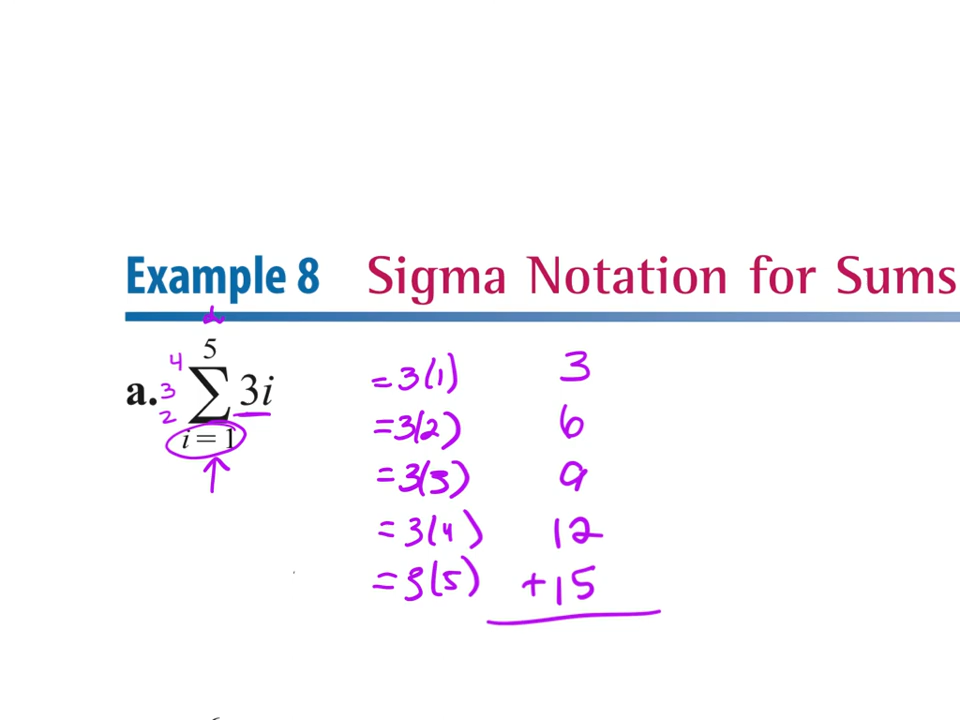 Example 8 Sigma Notation for Sums
a. 5 ∑ i = 1 3i
4
3
2
= 3(1) 3
= 3(2) 6
= 3(3) 9
= 3(4) 12
= 3(5) + 15